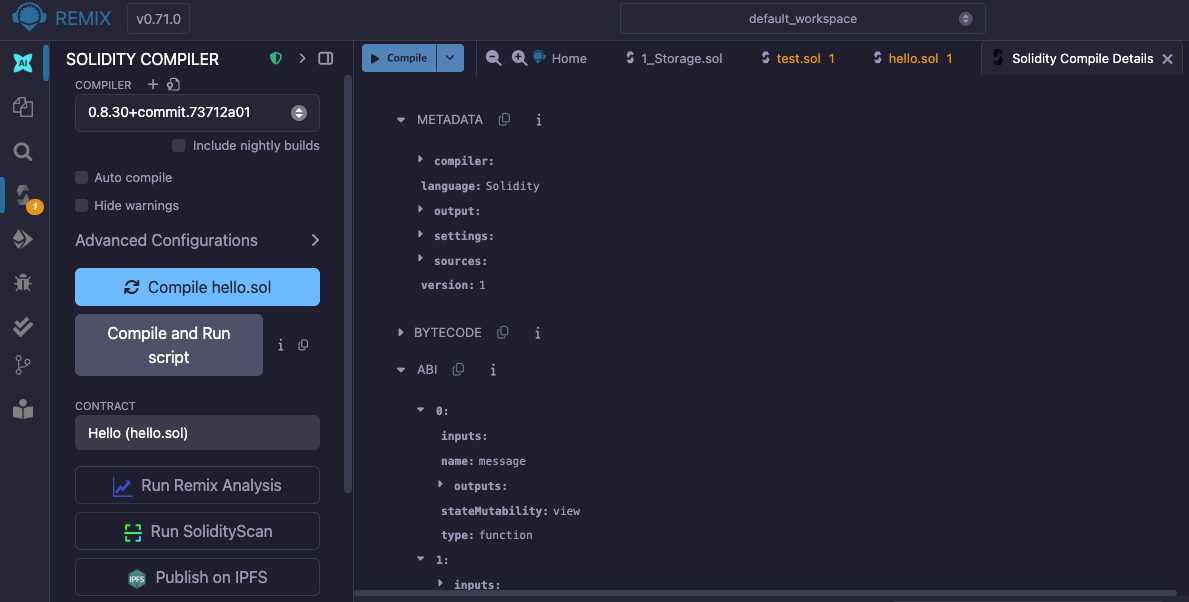 REMIX v0.71.0 default_workspace
AI
SOLIDITY COMPILER
COMPILER
0.8.30+commit.73712a01
Include nightly builds
Auto compile
Hide warnings
1
Advanced Configurations
Compile hello.sol
Compile and Run
script
CONTRACT
Hello (hello.sol)
Run Remix Analysis
Run SolidityScan
IPFS Publish on IPFS
Compile Home 1_Storage.sol test.sol 1 hello.sol 1 Solidity Compile Details
METADATA
compiler:
language: Solidity
output:
settings:
sources:
version: 1
BYTECODE
ABI
0:
inputs:
name: message
outputs:
stateMutability: view
type: function
1:
inputs: